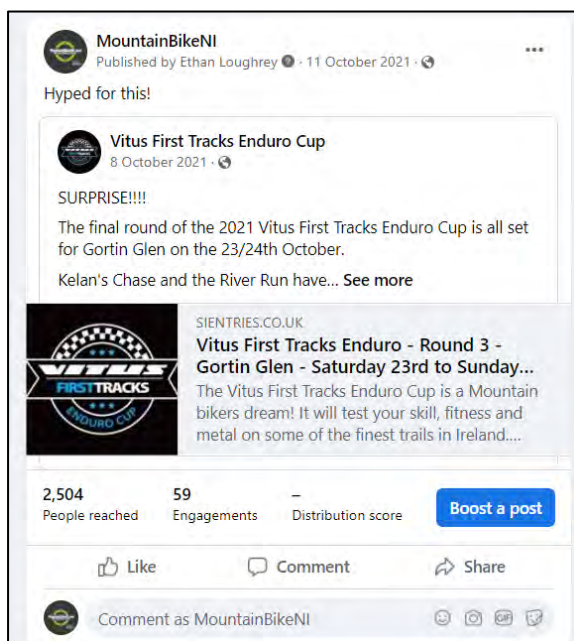 MountainBikeNI
Published by Ethan Loughrey · 11 October 2021 ·
Hyped for this!
Vitus First Tracks Enduro Cup
8 October 2021 ·
SURPRISE!!!!
The final round of the 2021 Vitus First Tracks Enduro Cup is all set
for Gortin Glen on the 23/24th October.
Kelan's Chase and the River Run have... See more
VITUS
FIRST TRACKS
ENDURO CUP
SIENTRIES.CO.UK
Vitus First Tracks Enduro - Round 3 -
Gortin Glen - Saturday 23rd to Sunday...
The Vitus First Tracks Enduro Cup is a Mountain
bikers dream! It will test your skill, fitness and
metal on some of the finest trails in Ireland....
2,504 59 –
People reached Engagements Distribution score Boost a post
Like Comment Share
Comment as MountainBikeNI GIF